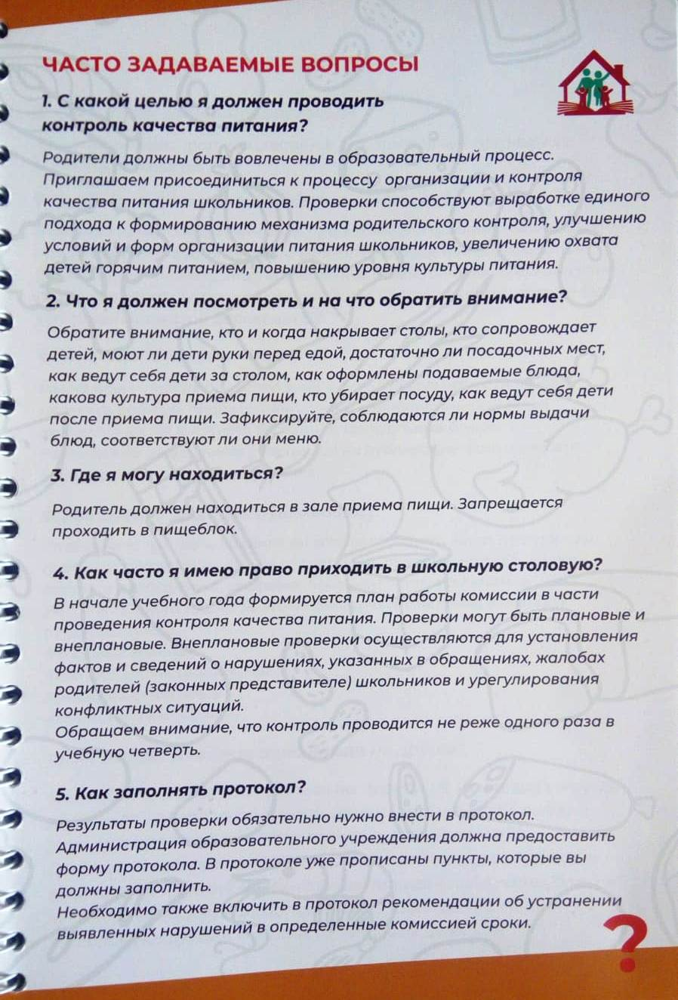 ЧАСТО ЗАДАВАЕМЫЕ ВОПРОСЫ
1. С какой целью я должен проводить
контроль качества питания?
Родители должны быть вовлечены в образовательный процесс.
Приглашаем присоединиться к процессу организации и контроля
качества питания школьников. Проверки способствуют выработке единого
подхода к формированию механизма родительского контроля, улучшению
условий и форм организации питания школьников, увеличению охвата
детей горячим питанием, повышению уровня культуры питания.
2. Что я должен посмотреть и на что обратить внимание?
Обратите внимание, кто и когда накрывает столы, кто сопровождает
детей, моют ли дети руки перед едой, достаточно ли посадочных мест,
как ведут себя дети за столом, как оформлены подаваемые блюда,
какова культура приема пищи, кто убирает посуду, как ведут себя дети
после приема пищи. Зафиксируйте, соблюдаются ли нормы выдачи
блюд, соответствуют ли они меню.
3. Где я могу находиться?
Родитель должен находиться в зале приема пищи. Запрещается
проходить в пищеблок.
4. Как часто я имею право приходить в школьную столовую?
В начале учебного года формируется план работы комиссии в части
проведения контроля качества питания. Проверки могут быть плановые и
внеплановые. Внеплановые проверки осуществляются для установления
фактов и сведений о нарушениях, указанных в обращениях, жалобах
родителей (законных представителе) школьников и урегулирования
конфликтных ситуаций.
Обращаем внимание, что контроль проводится не реже одного раза в
учебную четверть.
5. Как заполнять протокол?
Результаты проверки обязательно нужно внести в протокол.
Администрация образовательного учреждения должна предоставить
форму протокола. В протоколе уже прописаны пункты, которые вы
должны заполнить.
Необходимо также включить в протокол рекомендации об устранении
выявленных нарушений в определенные комиссией сроки.
?